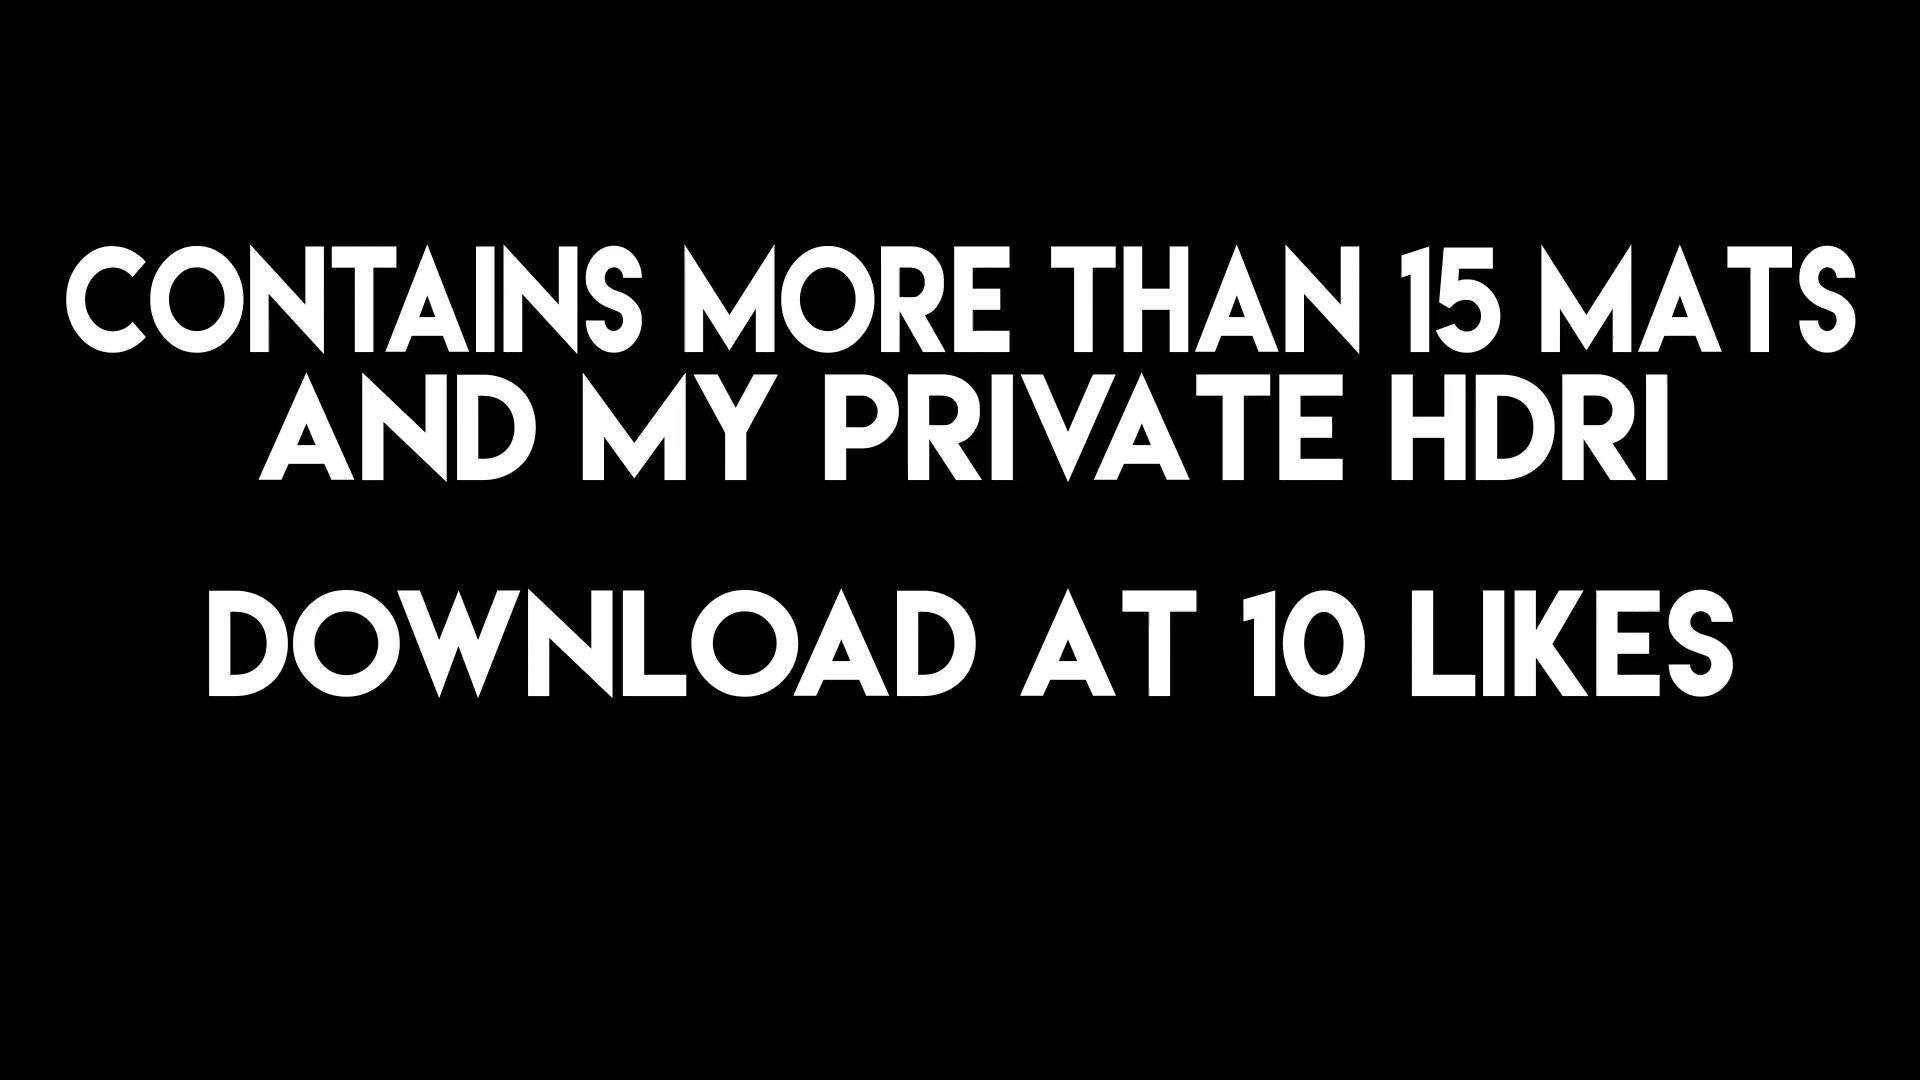 CONTAINS MORE THAN 15 MATS
AND MY PRIVATE HDRI
DOWNLOAD AT 10 LIKES